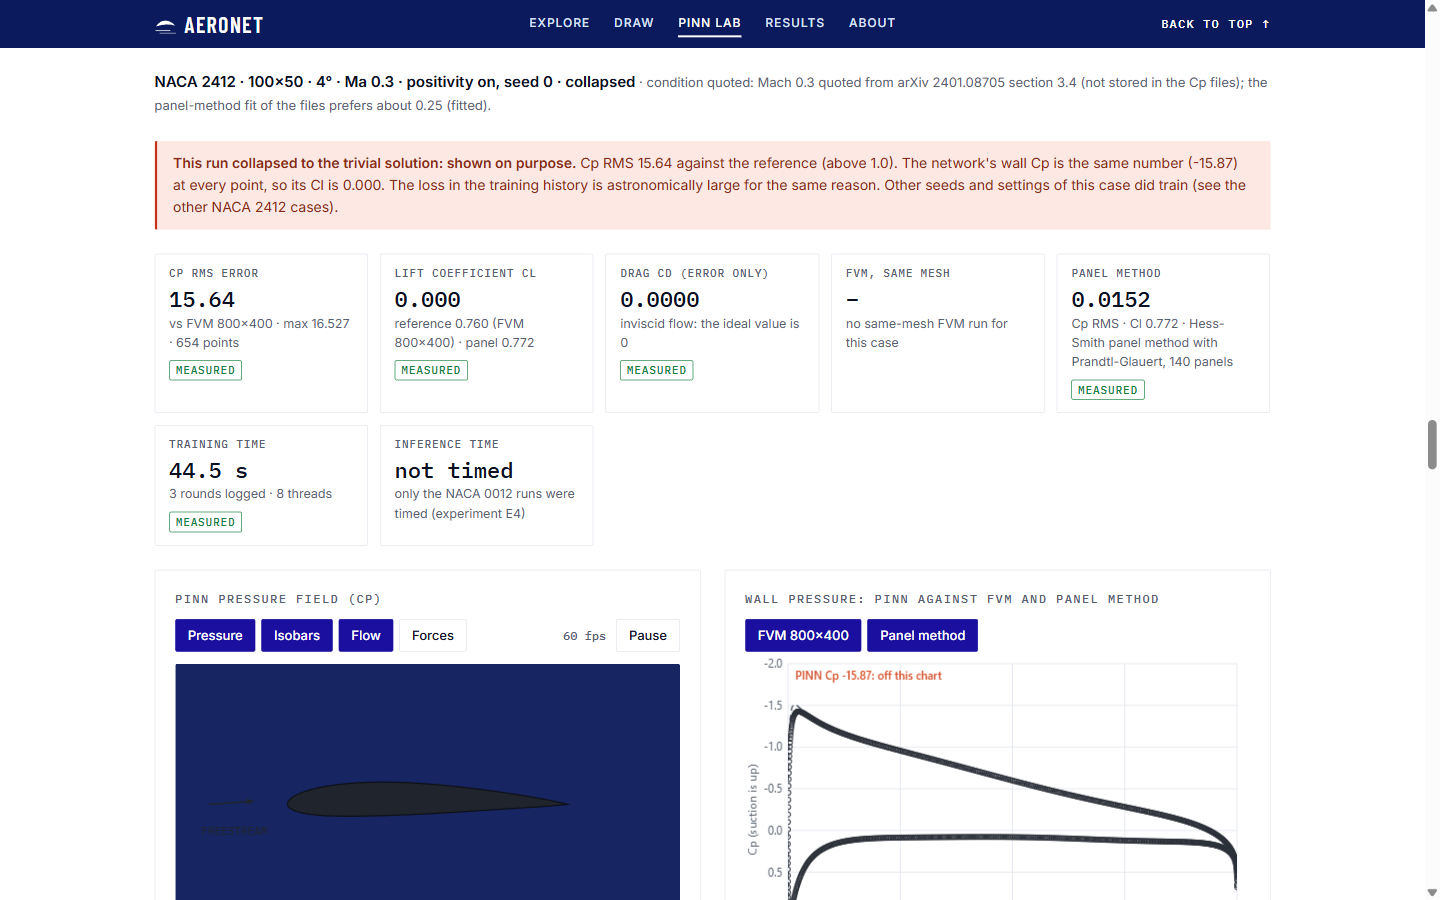 AERONET
EXPLORE DRAW PINN LAB RESULTS ABOUT
BACK TO TOP ↑
NACA 2412 · 100×50 · 4° · Ma 0.3 · positivity on, seed 0 · collapsed · condition quoted: Mach 0.3 quoted from arXiv 2401.08705 section 3.4 (not stored in the Cp files); the
panel-method fit of the files prefers about 0.25 (fitted).
This run collapsed to the trivial solution: shown on purpose. Cp RMS 15.64 against the reference (above 1.0). The network's wall Cp is the same number (-15.87)
at every point, so its Cl is 0.000. The loss in the training history is astronomically large for the same reason. Other seeds and settings of this case did train (see the
other NACA 2412 cases).
CP RMS ERROR
15.64
vs FVM 800×400 · max 16.527
· 654 points
MEASURED
LIFT COEFFICIENT CL
0.000
reference 0.760 (FVM
800×400) · panel 0.772
MEASURED
DRAG CD (ERROR ONLY)
0.0000
inviscid flow: the ideal value is
0
MEASURED
FVM, SAME MESH
–
no same-mesh FVM run for
this case
PANEL METHOD
0.0152
Cp RMS · Cl 0.772 · Hess-
Smith panel method with
Prandtl-Glauert, 140 panels
MEASURED
TRAINING TIME
44.5 s
3 rounds logged · 8 threads
MEASURED
INFERENCE TIME
not timed
only the NACA 0012 runs were
timed (experiment E4)
PINN PRESSURE FIELD (CP)
Pressure Isobars Flow Forces 60 fps Pause
WALL PRESSURE: PINN AGAINST FVM AND PANEL METHOD
FVM 800×400 Panel method
PINN Cp -15.87: off this chart
-2.0
-1.5
-1.0
-0.5
0.0
0.5
Cp (suction is up)